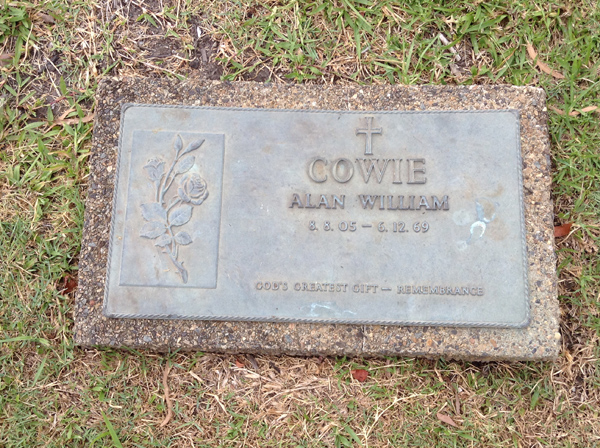 COWIE
ALAN WILLIAM
8. 8. 05 – 6. 12. 69
GOD'S GREATEST GIFT — REMEMBRANCE